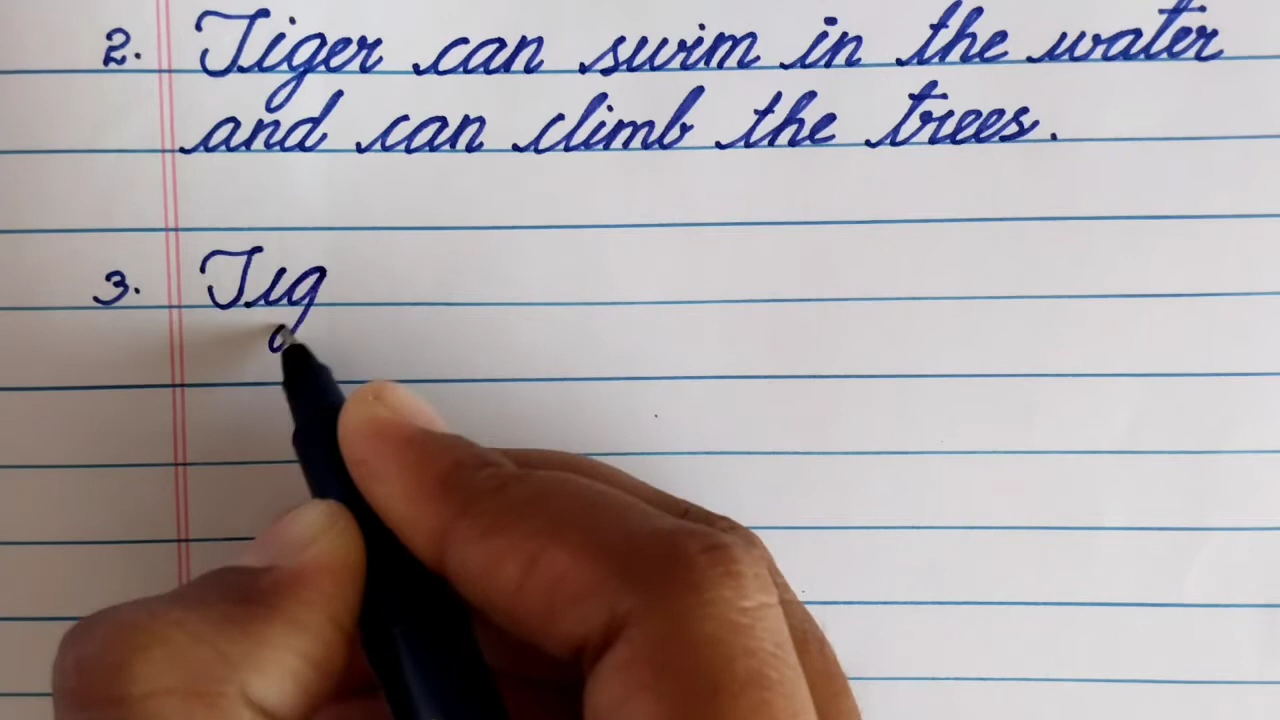 2. Tiger can swim in the water
and can climb the trees.
3. Tig